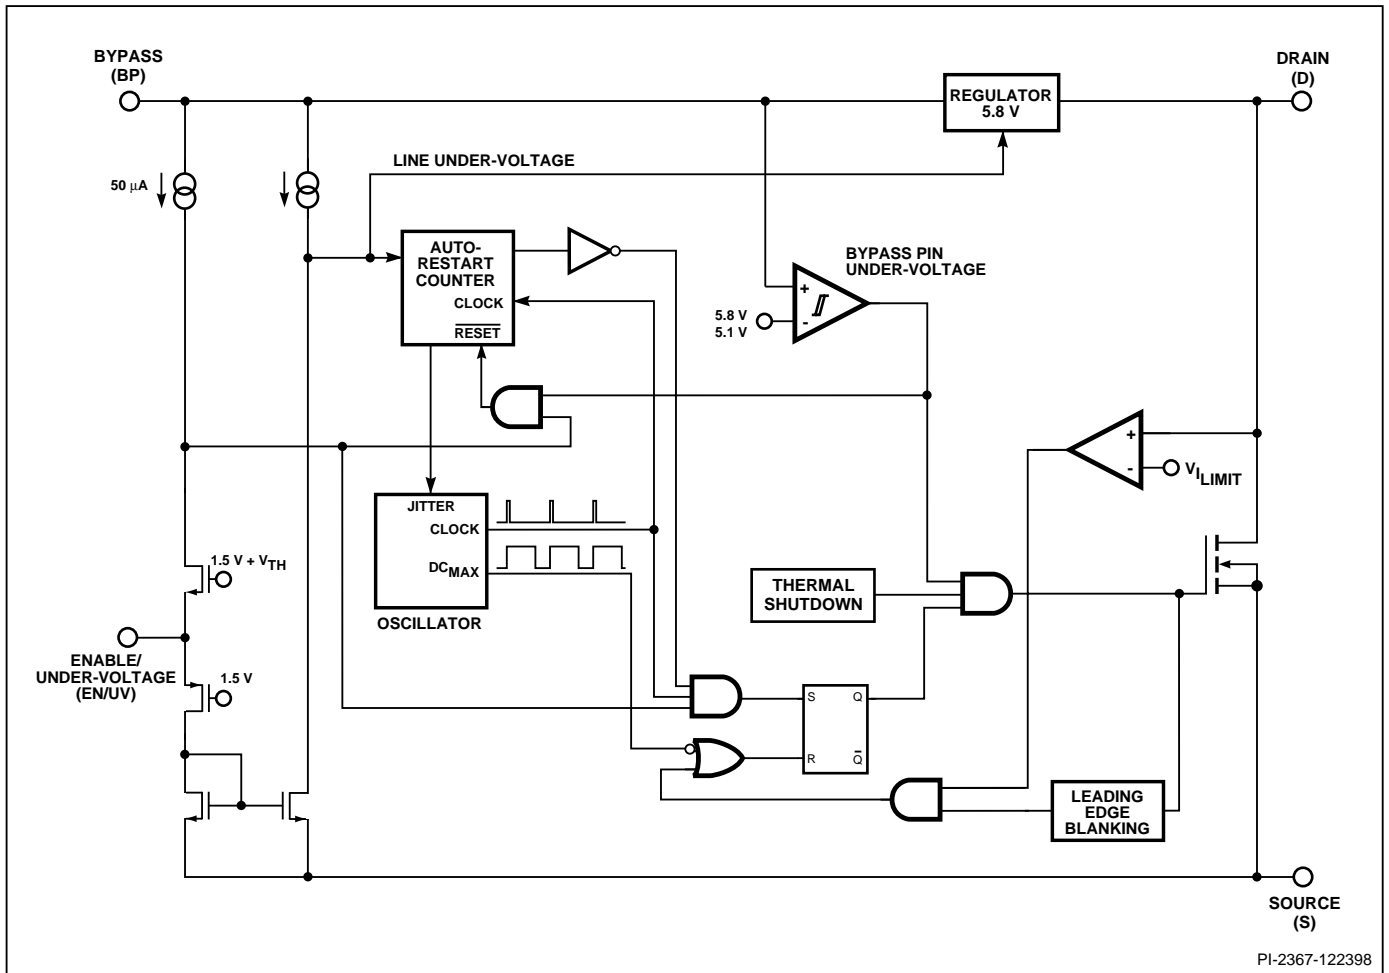 BYPASS
(BP)
DRAIN
(D)
REGULATOR
5.8 V
LINE UNDER-VOLTAGE
50 µA
AUTO-
RESTART
COUNTER
CLOCK
RESET
BYPASS PIN
UNDER-VOLTAGE
+
-
5.8 V
5.1 V
+
-
VILIMIT
JITTER
CLOCK
DCMAX
OSCILLATOR
1.5 V + VTH
THERMAL
SHUTDOWN
ENABLE/
UNDER-VOLTAGE
(EN/UV)
1.5 V
S
Q
R
Q
LEADING
EDGE
BLANKING
SOURCE
(S)
PI-2367-122398